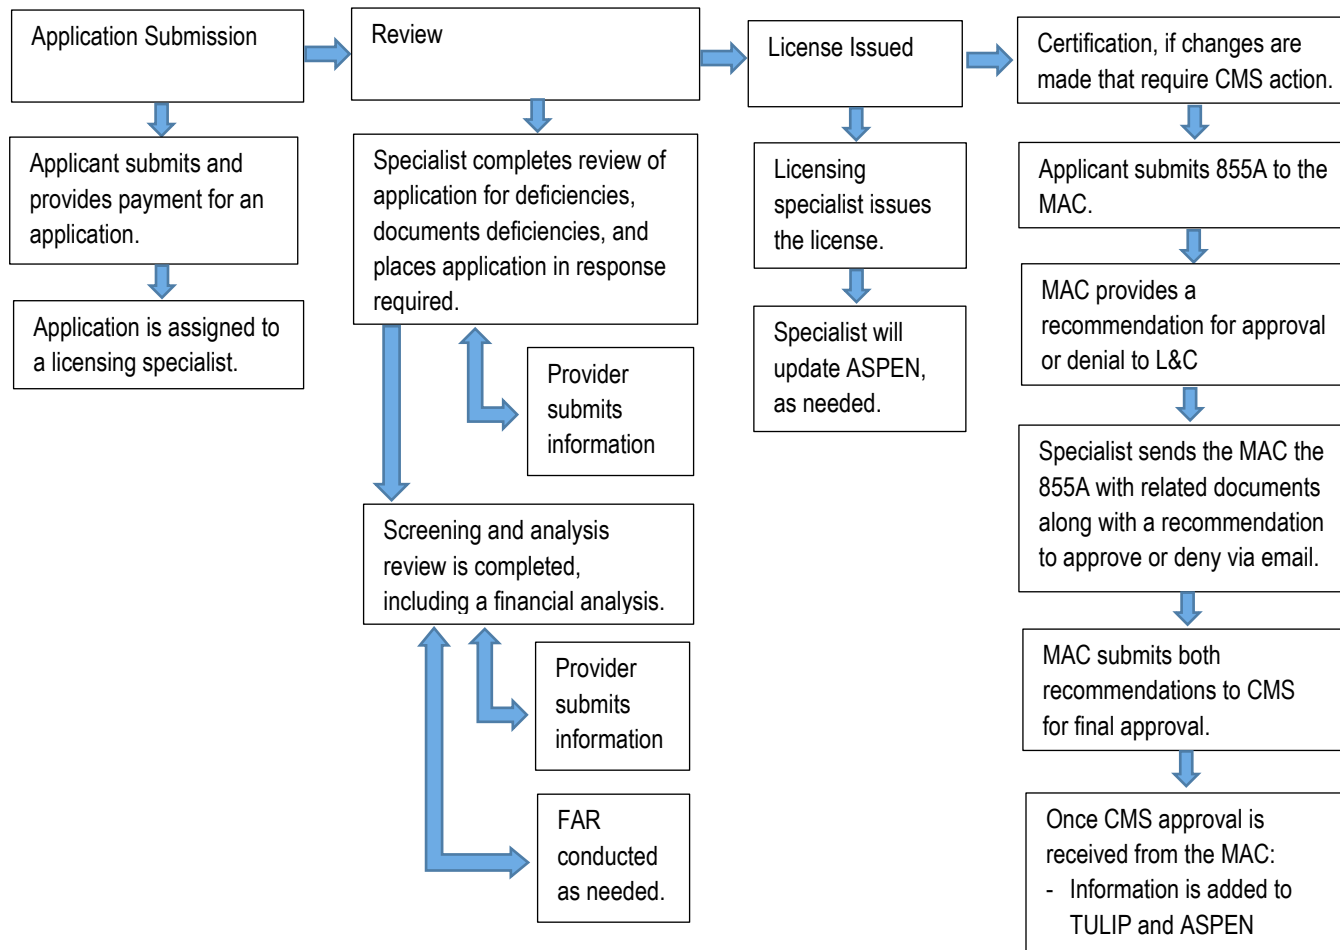 Application Submission
Applicant submits and
provides payment for an
application.
Application is assigned to
a licensing specialist.
Review
Specialist completes review of
application for deficiencies,
documents deficiencies, and
places application in response
required.
Provider
submits
information
Screening and analysis
review is completed,
including a financial analysis.
Provider
submits
information
FAR
conducted
as needed.
License Issued
Licensing
specialist issues
the license.
Specialist will
update ASPEN,
as needed.
Certification, if changes are
made that require CMS action.
Applicant submits 855A to the
MAC.
MAC provides a
recommendation for approval
or denial to L&C
Specialist sends the MAC the
855A with related documents
along with a recommendation
to approve or deny via email.
MAC submits both
recommendations to CMS
for final approval.
Once CMS approval is
received from the MAC:
- Information is added to
TULIP and ASPEN